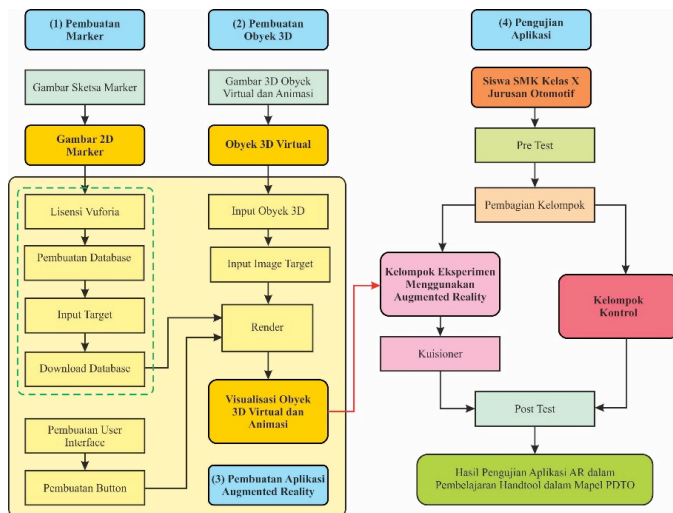 (1) Pembuatan
Marker
Gambar Sketsa Marker
Gambar 2D
Marker
Lisensi Vuforia
Pembuatan Database
Input Target
Download Database
Pembuatan User
Interface
Pembuatan Button
(2) Pembuatan
Obyek 3D
Gambar 3D Obyek
Virtual dan Animasi
Obyek 3D Virtual
Input Obyek 3D
Input Image Target
Render
Visualisasi Obyek
3D Virtual dan
Animasi
(3) Pembuatan Aplikasi
Augmented Reality
(4) Pengujian
Aplikasi
Siswa SMK Kelas X
Jurusan Otomotif
Pre Test
Pembagian Kelompok
Kelompok Eksperimen
Menggunakan
Augmented Reality
Kelompok
Kontrol
Kuisioner
Post Test
Hasil Pengujian Aplikasi AR dalam
Pembelajaran Handtool dalam Mapel PDTO